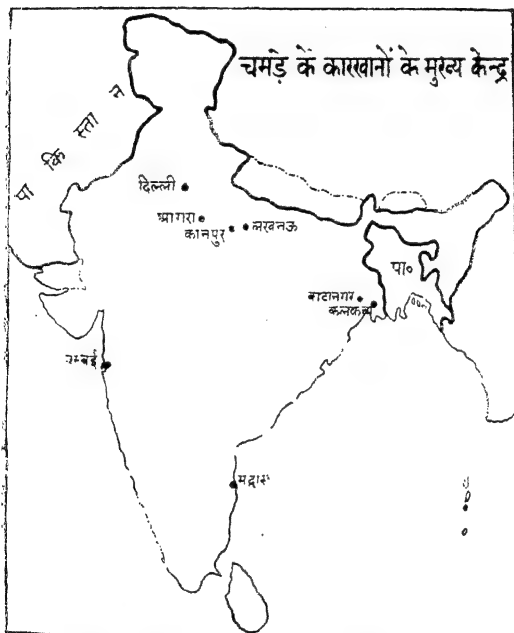 चमड़े कें कारखानों के मुख्य केन्द्र
पाकिस्तान
दिल्ली
आगरा
कानपुर
लखनऊ
पा०
बाटानगर
कलकत्ता
बम्बई
मद्रास